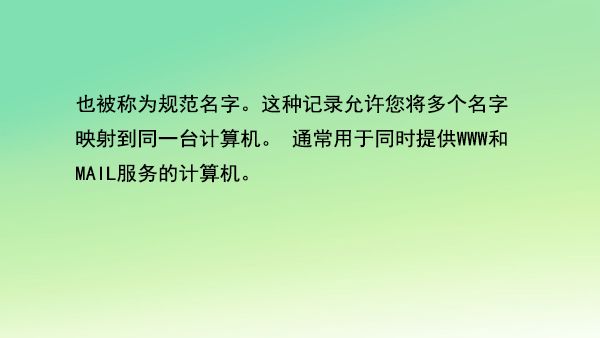 也被称为规范名字。这种记录允许您将多个名字
映射到同一台计算机。 通常用于同时提供WWW和
MAIL服务的计算机。